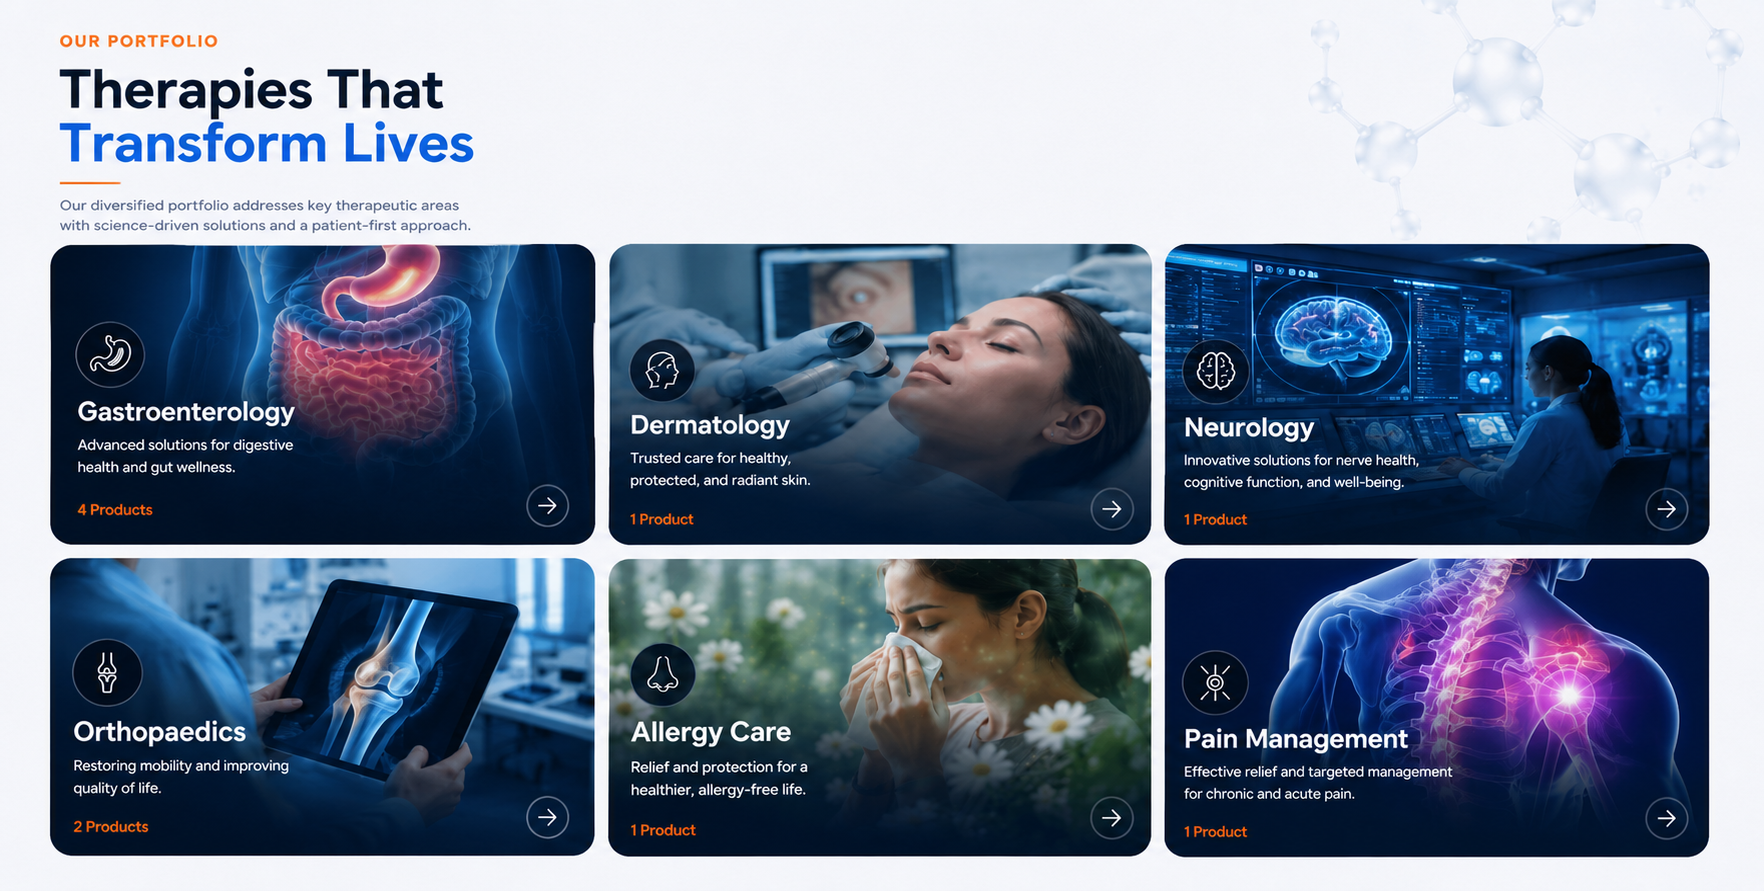 OUR PORTFOLIO
Therapies That
Transform Lives
Our diversified portfolio addresses key therapeutic areas
with science-driven solutions and a patient-first approach.
Gastroenterology
Advanced solutions for digestive
health and gut wellness.
4 Products
Dermatology
Trusted care for healthy,
protected, and radiant skin.
1 Product
Neurology
Innovative solutions for nerve health,
cognitive function, and well-being.
1 Product
Orthopaedics
Restoring mobility and improving
quality of life.
2 Products
Allergy Care
Relief and protection for a
healthier, allergy-free life.
1 Product
Pain Management
Effective relief and targeted management
for chronic and acute pain.
1 Product